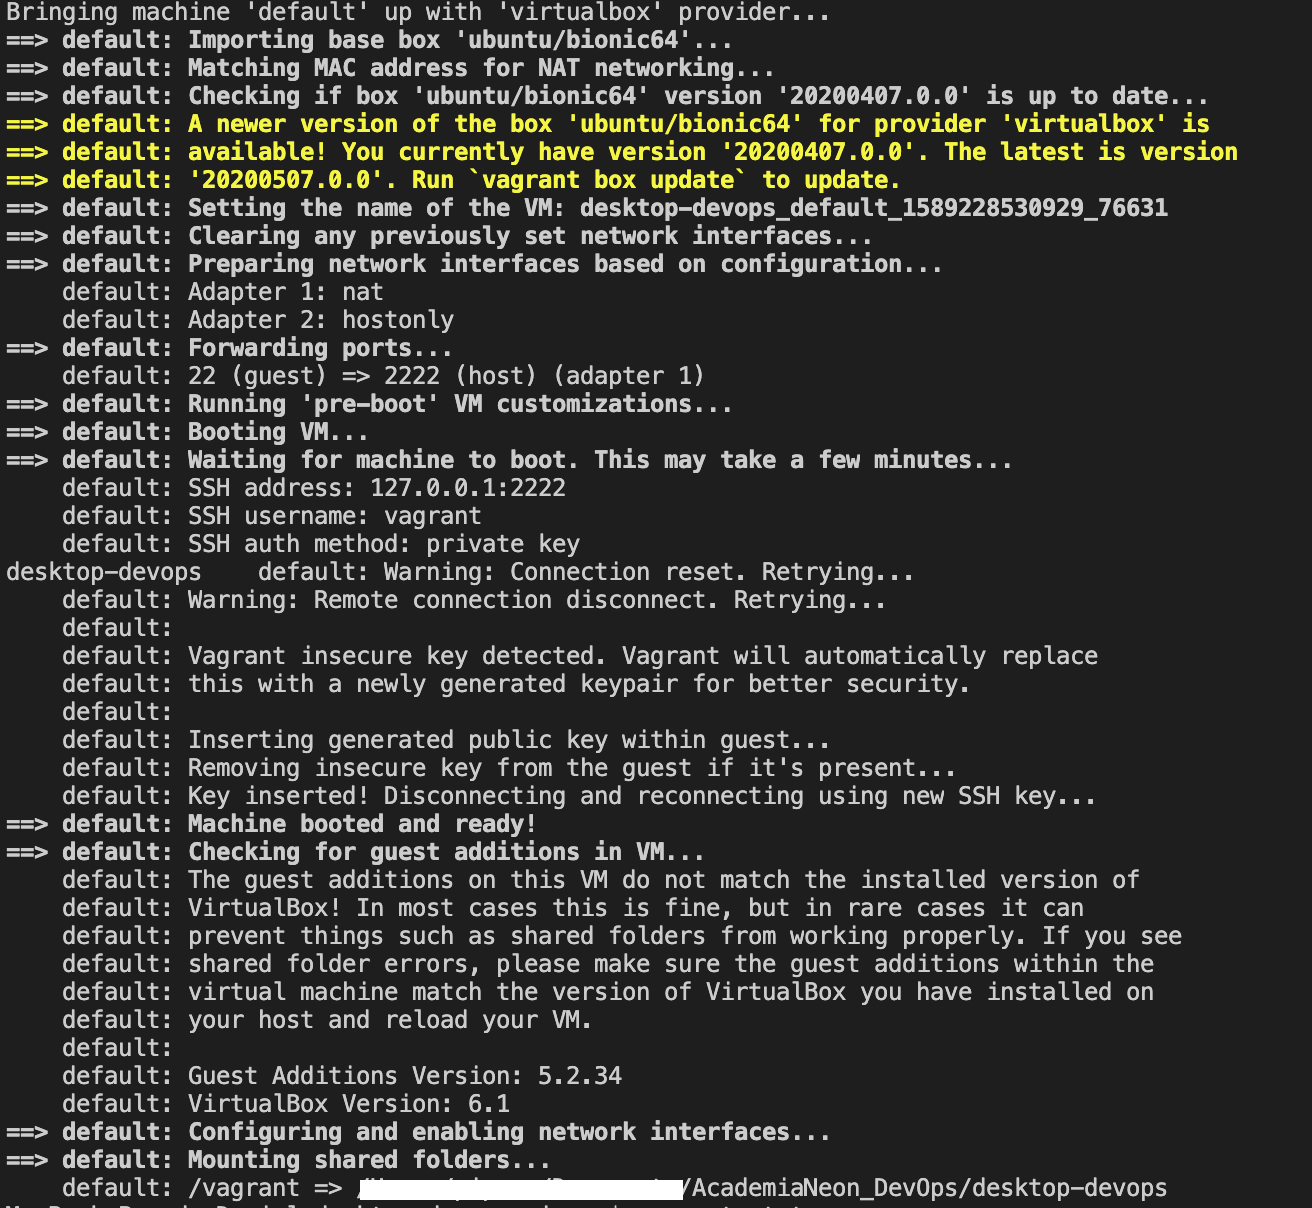 Bringing machine 'default' up with 'virtualbox' provider...
==> default: Importing base box 'ubuntu/bionic64'...
==> default: Matching MAC address for NAT networking...
==> default: Checking if box 'ubuntu/bionic64' version '20200407.0.0' is up to date...
==> default: A newer version of the box 'ubuntu/bionic64' for provider 'virtualbox' is
==> default: available! You currently have version '20200407.0.0'. The latest is version
==> default: '20200507.0.0'. Run `vagrant box update` to update.
==> default: Setting the name of the VM: desktop-devops_default_1589228530929_76631
==> default: Clearing any previously set network interfaces...
==> default: Preparing network interfaces based on configuration...
    default: Adapter 1: nat
    default: Adapter 2: hostonly
==> default: Forwarding ports...
    default: 22 (guest) => 2222 (host) (adapter 1)
==> default: Running 'pre-boot' VM customizations...
==> default: Booting VM...
==> default: Waiting for machine to boot. This may take a few minutes...
    default: SSH address: 127.0.0.1:2222
    default: SSH username: vagrant
    default: SSH auth method: private key
desktop-devops    default: Warning: Connection reset. Retrying...
    default: Warning: Remote connection disconnect. Retrying...
    default:
    default: Vagrant insecure key detected. Vagrant will automatically replace
    default: this with a newly generated keypair for better security.
    default:
    default: Inserting generated public key within guest...
    default: Removing insecure key from the guest if it's present...
    default: Key inserted! Disconnecting and reconnecting using new SSH key...
==> default: Machine booted and ready!
==> default: Checking for guest additions in VM...
    default: The guest additions on this VM do not match the installed version of
    default: VirtualBox! In most cases this is fine, but in rare cases it can
    default: prevent things such as shared folders from working properly. If you see
    default: shared folder errors, please make sure the guest additions within the
    default: virtual machine match the version of VirtualBox you have installed on
    default: your host and reload your VM.
    default:
    default: Guest Additions Version: 5.2.34
    default: VirtualBox Version: 6.1
==> default: Configuring and enabling network interfaces...
==> default: Mounting shared folders...
    default: /vagrant => /AcademiaNeon_DevOps/desktop-devops